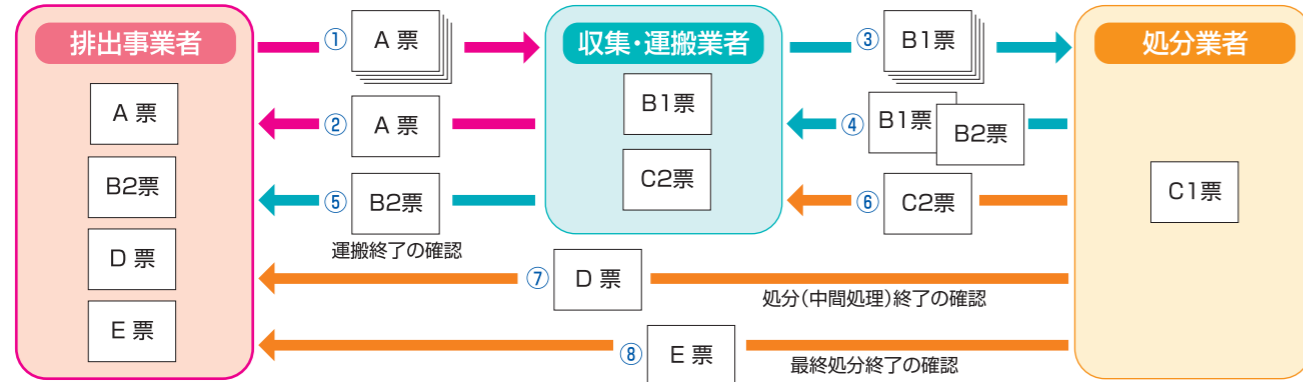 排出事業者
A 票
B2票
D 票
E 票
① A 票
② A 票
⑤ B2票
運搬終了の確認
収集・運搬業者
B1票
C2票
③ B1票
④ B1票
B2票
⑥ C2票
⑦ D 票
処分(中間処理)終了の確認
⑧ E 票
最終処分終了の確認
処分業者
C1票